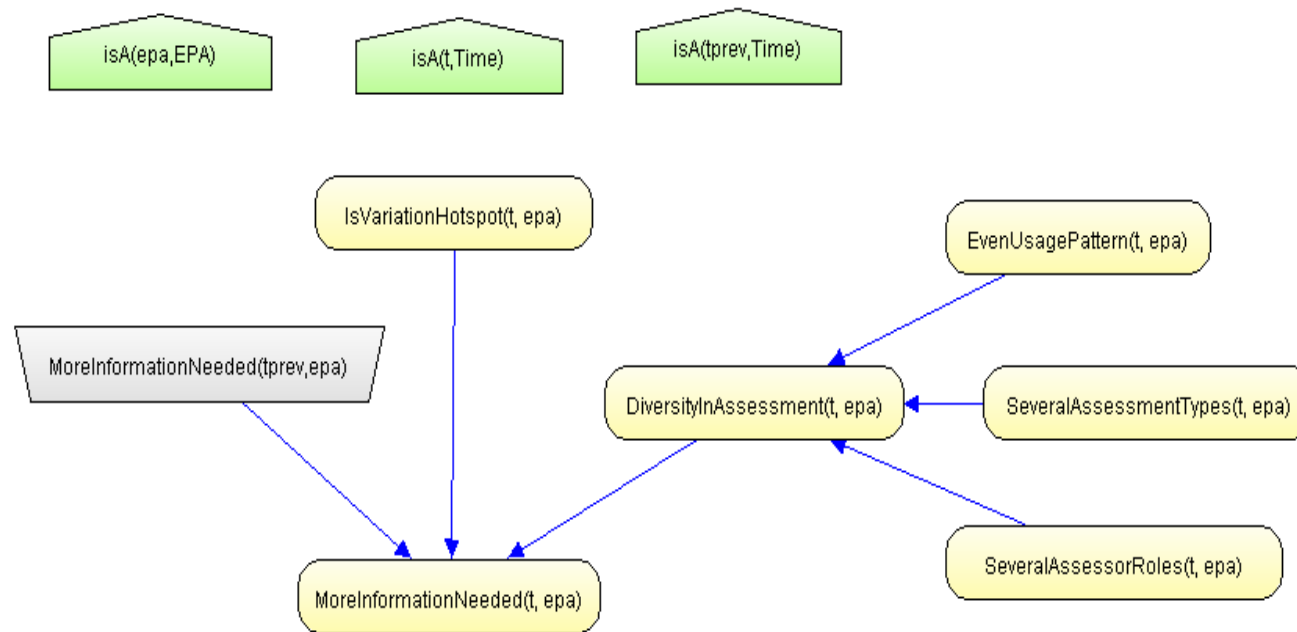 isA(epa,EPA)
isA(t,Time)
isA(tprev,Time)
IsVariationHotspot(t, epa)
EvenUsagePattern(t, epa)
MoreInformationNeeded(tprev,epa)
DiversityInAssessment(t, epa)
SeveralAssessmentTypes(t, epa)
SeveralAssessorRoles(t, epa)
MoreInformationNeeded(t, epa)